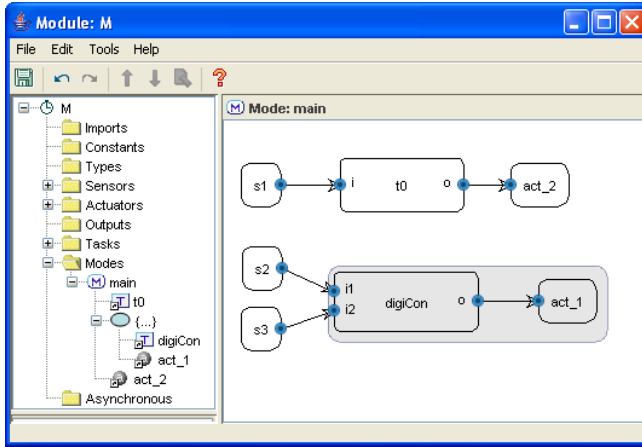 Module: M
File Edit Tools Help
M
Imports
Constants
Types
Sensors
Actuators
Outputs
Tasks
Modes
M main
T t0
{...}
T digiCon
act_1
act_2
Asynchronous
M Mode: main
s1
i t0 o
act_2
s2
s3
i1
i2
digiCon o
act_1